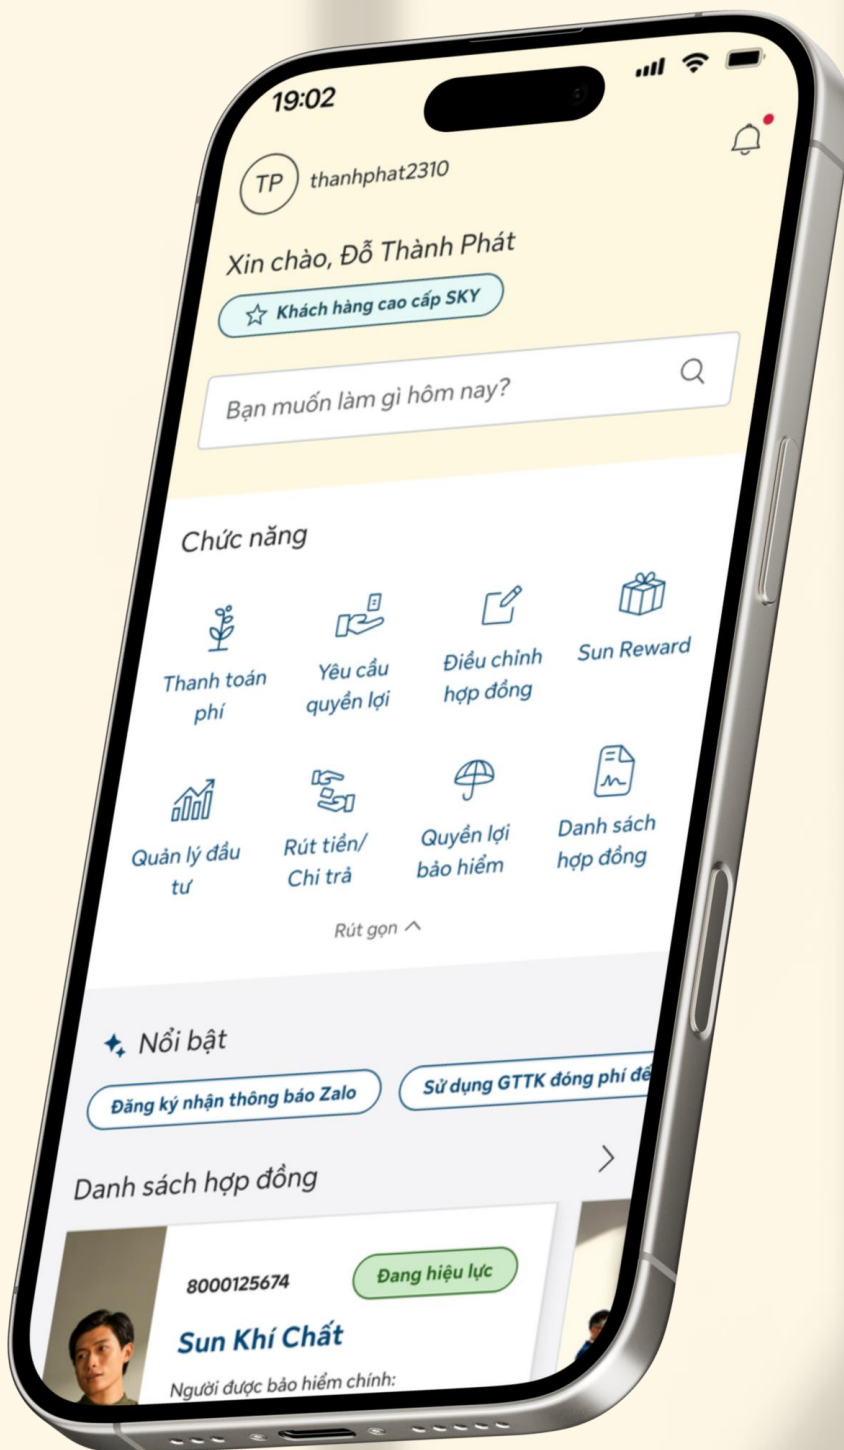 19:02
TP
thanhphat2310
Xin chào, Đỗ Thành Phát
Khách hàng cao cấp SKY
Bạn muốn làm gì hôm nay?
Chức năng
Thanh toán
phí
Yêu cầu
quyền lợi
Điều chỉnh
hợp đồng
Sun Reward
Quản lý đầu
tư
Rút tiền/
Chi trả
Quyền lợi
bảo hiểm
Danh sách
hợp đồng
Rút gọn
Nổi bật
Đăng ký nhận thông báo Zalo
Sử dụng GTTK đóng phí đế
Danh sách hợp đồng
8000125674
Đang hiệu lực
Sun Khí Chất
Người được bảo hiểm chính: